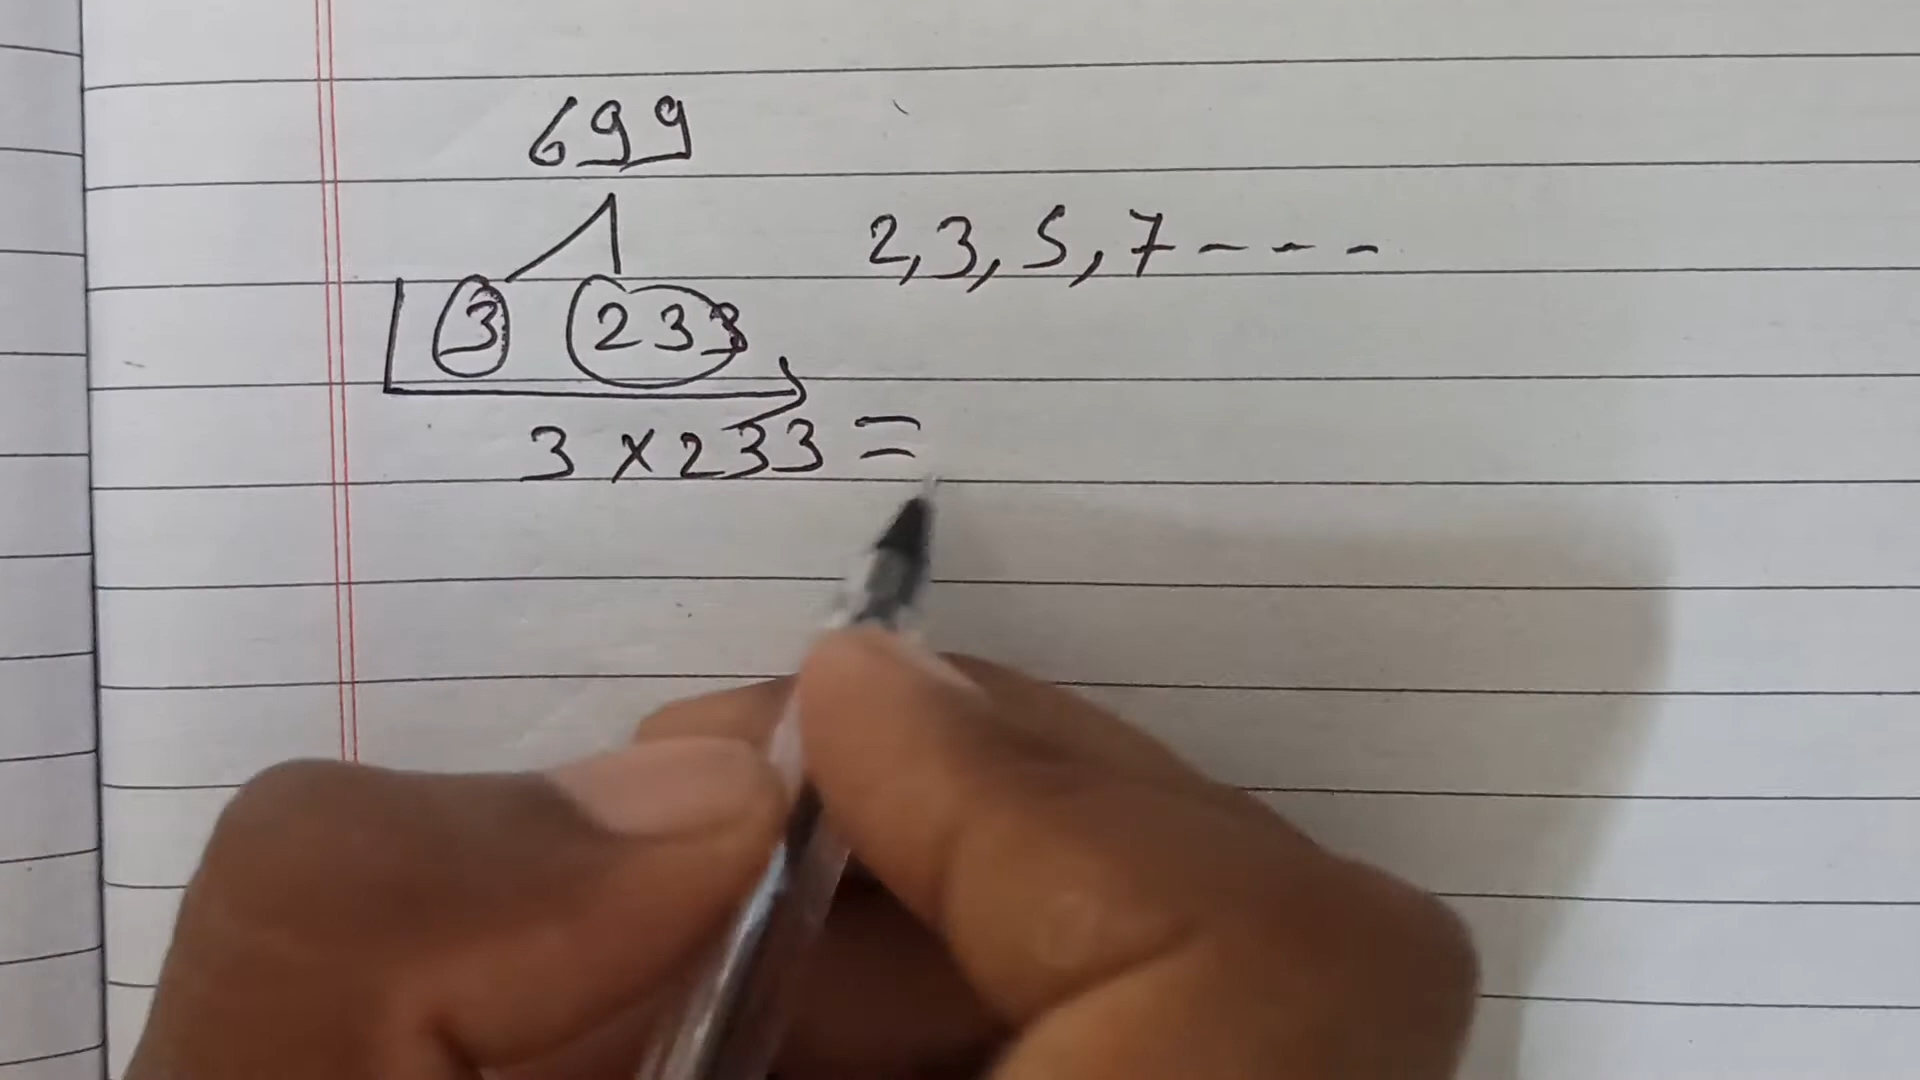 699
2, 3, 5, 7 - - -
3 233
3 × 233 =